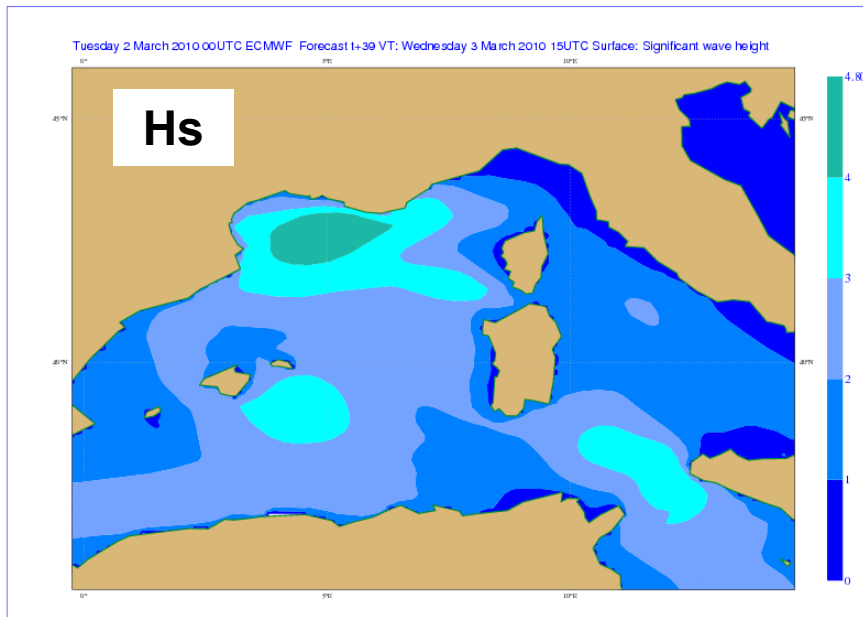 Tuesday 2 March 2010 00UTC ECMWF Forecast t+39 VT: Wednesday 3 March 2010 15UTC Surface: Significant wave height
0° 5°E 10°E
Hs
4.80
45°N 45°N
4
3
40°N 40°N
2
1
0
0° 5°E 10°E